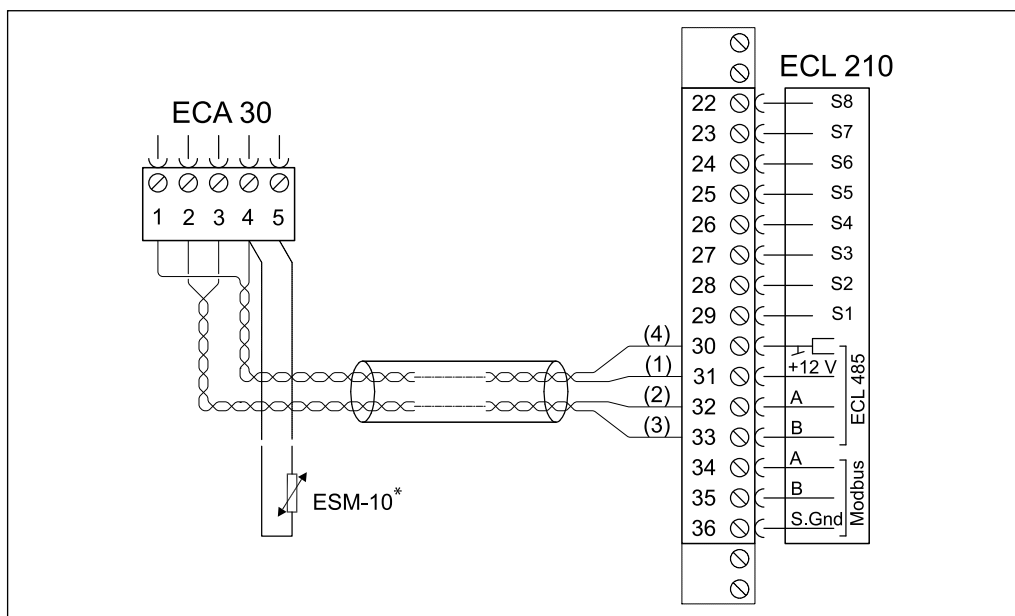 ECA 30
1 2 3 4 5
ESM-10*
ECL 210
22 S8
23 S7
24 S6
25 S5
26 S4
27 S3
28 S2
29 S1
(4) 30
(1) 31 +12 V
(2) 32 A
(3) 33 B
ECL 485
34 A
35 B
36 S.Gnd
Modbus